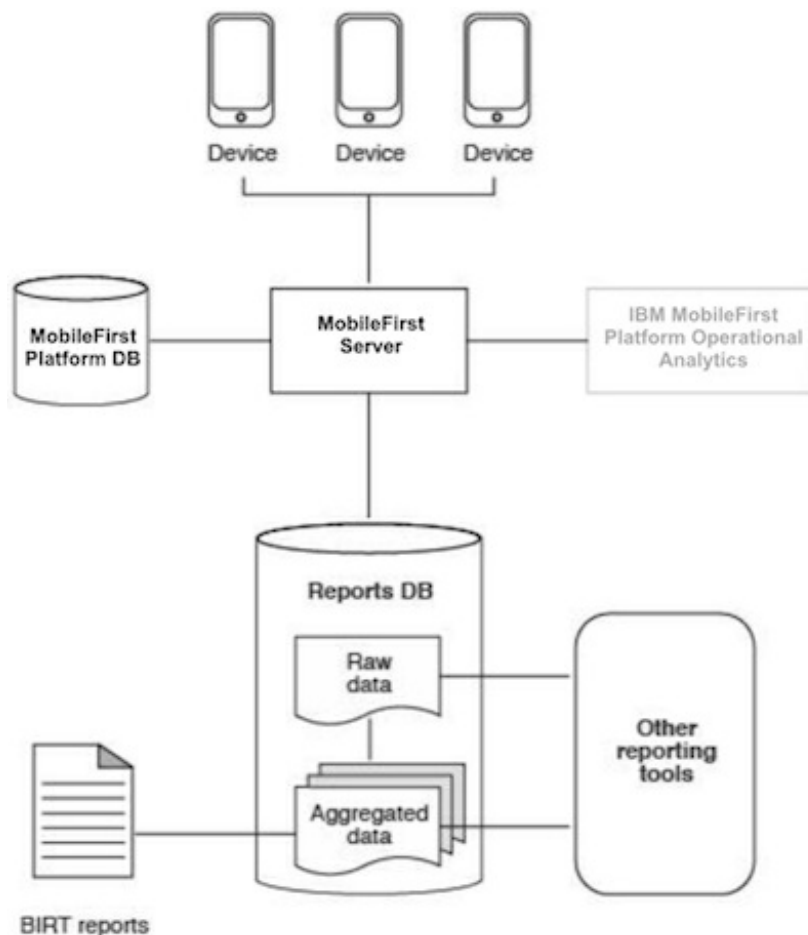 Device
Device
Device
MobileFirst
Platform DB
MobileFirst
Server
IBM MobileFirst
Platform Operational
Analytics
Reports DB
Raw
data
Other
reporting
tools
Aggregated
data
BIRT reports